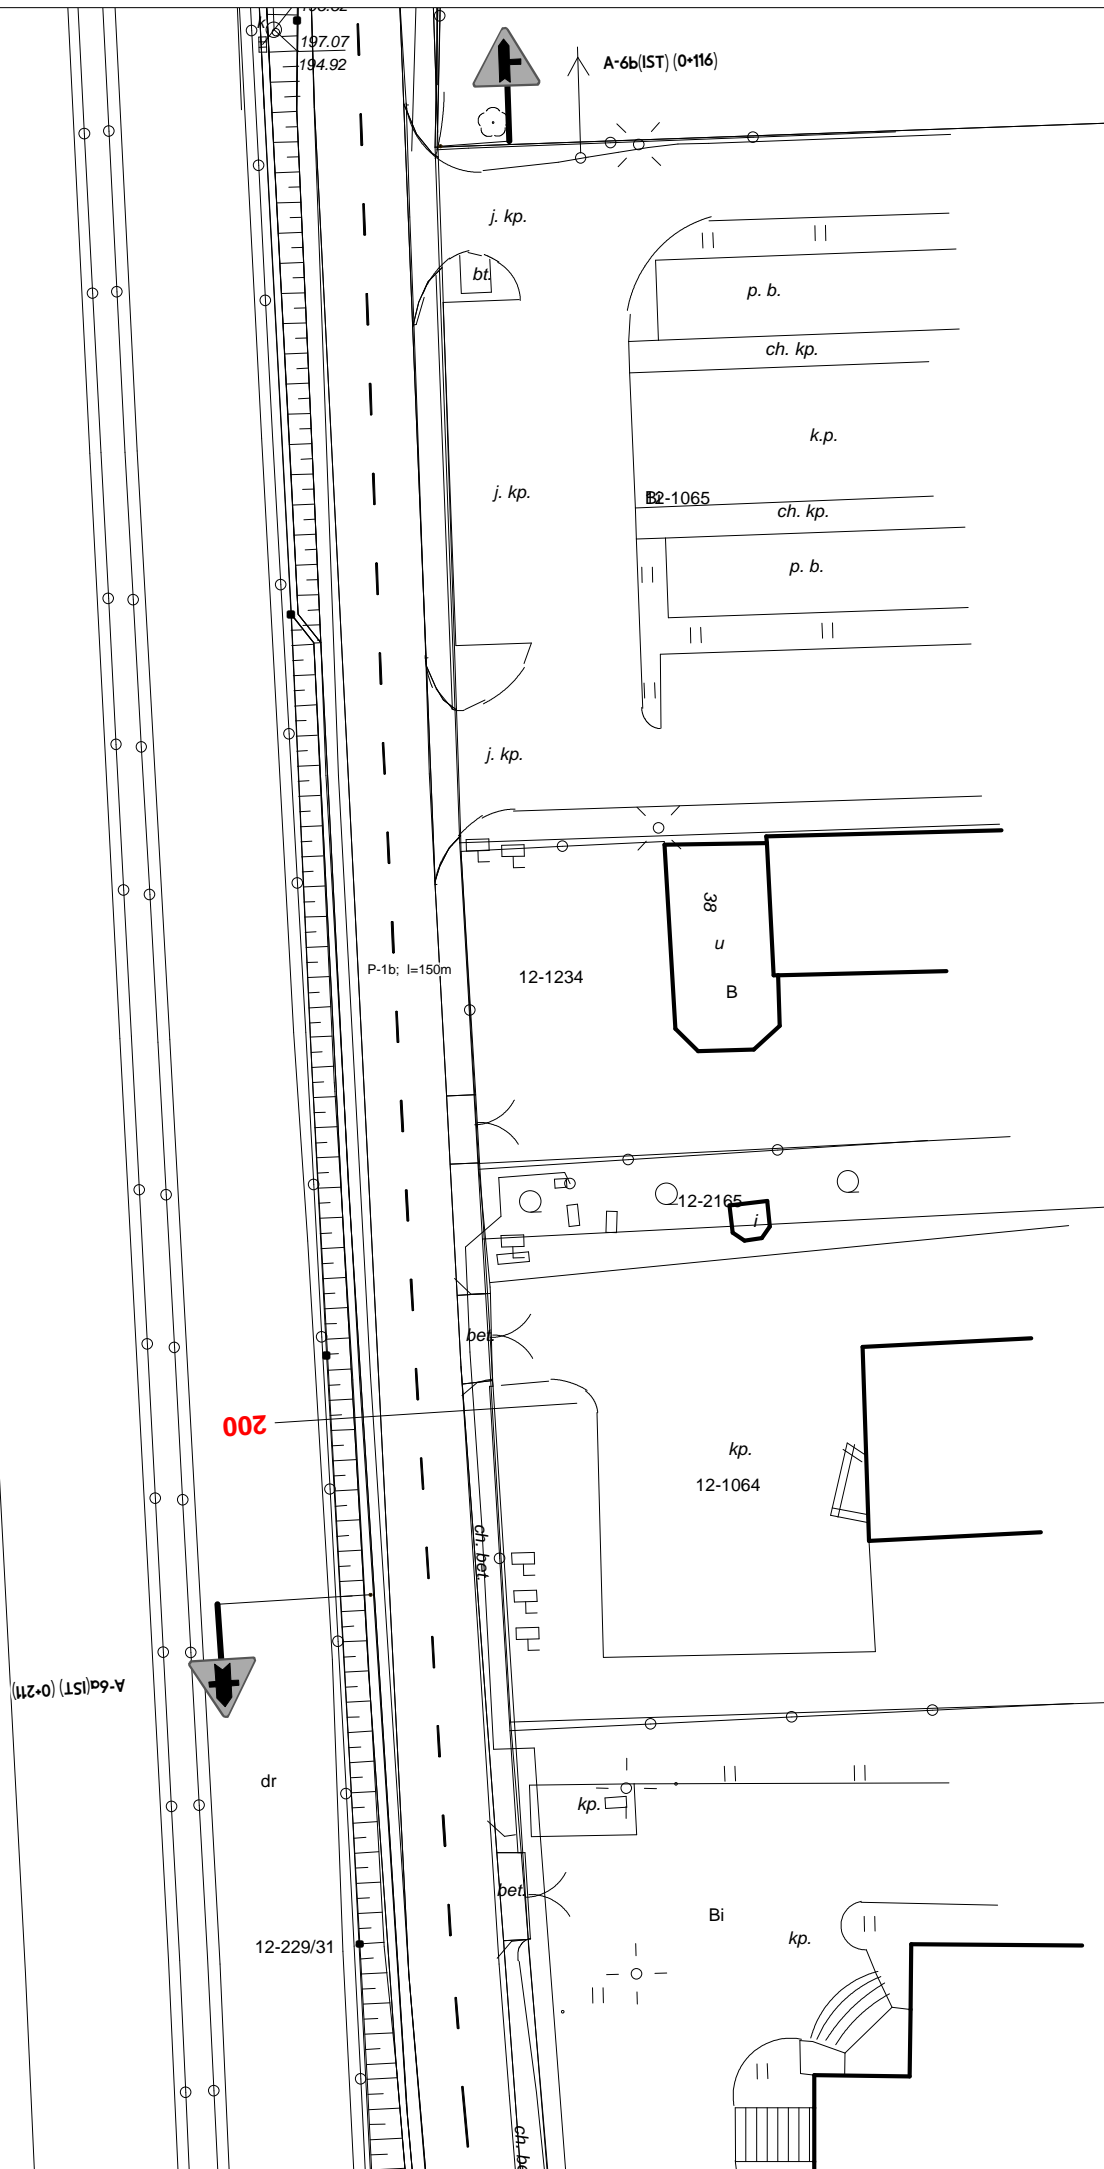 197.07
194.92
A-6b(IST) (0+116)
j. kp.
bt.
p. b.
ch. kp.
k.p.
j. kp.
12-1065
ch. kp.
p. b.
j. kp.
38
u
B
P-1b; l=150m
12-1234
12-2165
i
bet.
200
kp.
12-1064
ch. bet.
A-6a(IST) (0+211)
dr
kp.
bet.
Bi
kp.
12-229/31